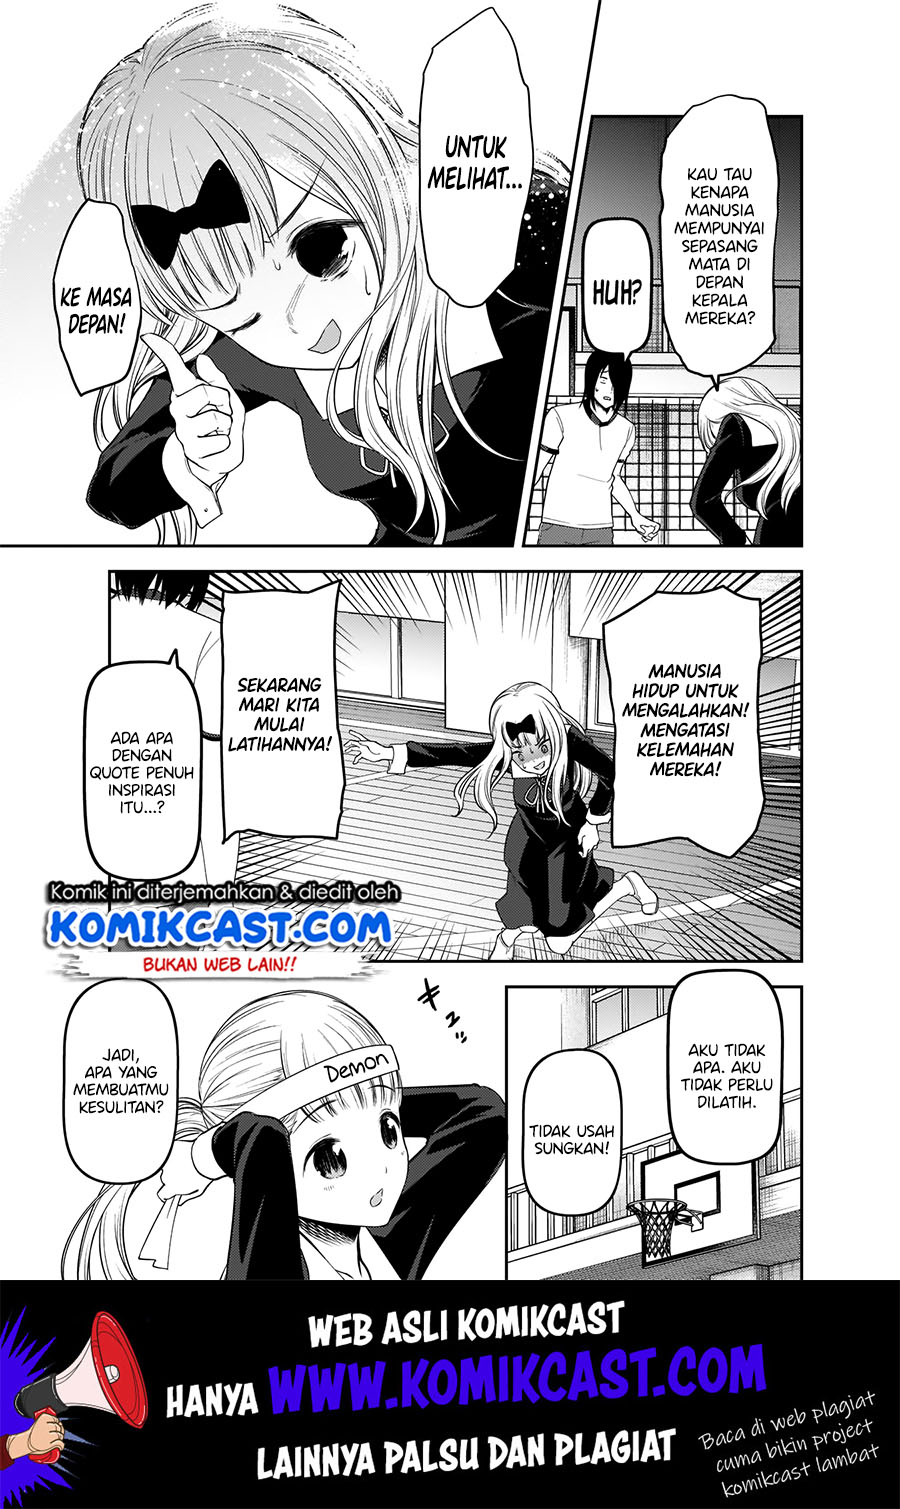 KAU TAU
KENAPA
MANUSIA
MEMPUNYAI
SEPASANG
MATA DI
DEPAN
KEPALA
MEREKA?
HUH?
UNTUK
MELIHAT...
KE MASA
DEPAN!
MANUSIA
HIDUP UNTUK
MENGALAHKAN!
MENGATASI
KELEMAHAN
MEREKA!
SEKARANG
MARI KITA
MULAI
LATIHANNYA!
ADA APA
DENGAN
QUOTE PENUH
INSPIRASI
ITU...?
Komik ini diterjemahkan & diedit oleh
KOMIKCAST.COM
BUKAN WEB LAIN!!
AKU TIDAK
APA. AKU
TIDAK PERLU
DILATIH.
TIDAK USAH
SUNGKAN!
キュ
Demon
JADI,
APA YANG
MEMBUATMU
KESULITAN?
WEB ASLI KOMIKCAST
HANYA WWW.KOMIKCAST.COM
LAINNYA PALSU DAN PLAGIAT
Baca di web plagiat
cuma bikin project
komikcast lambat